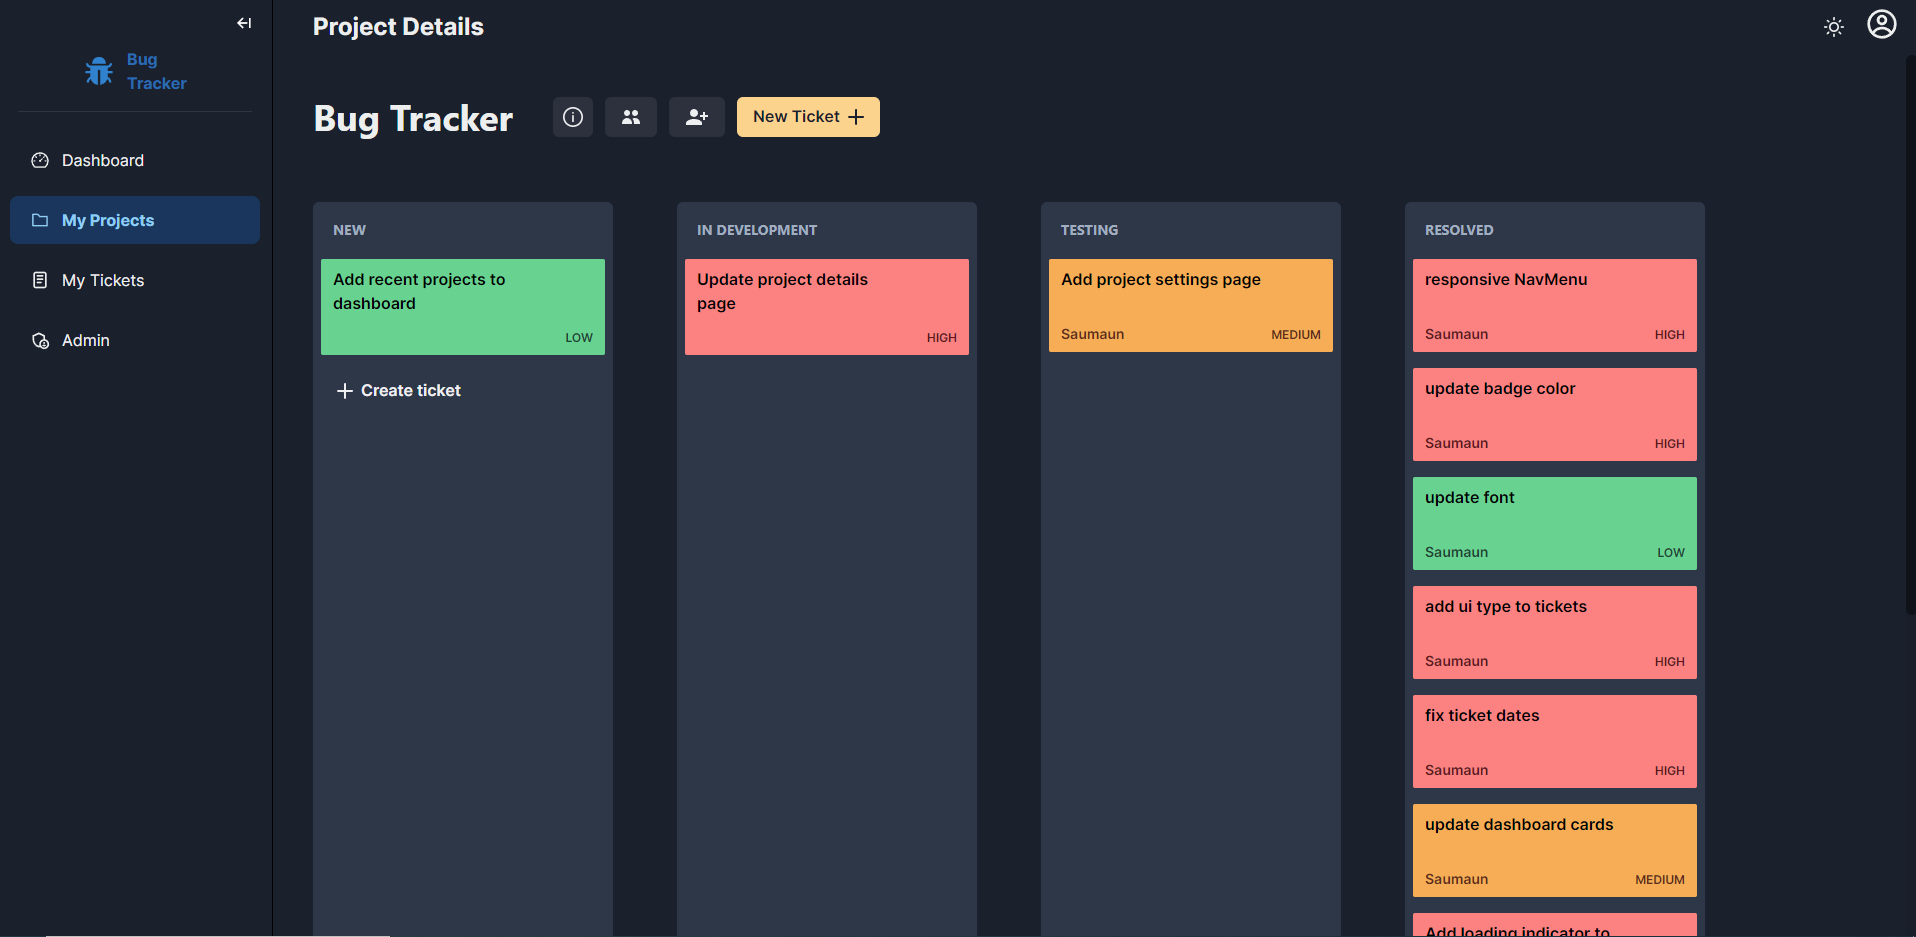 Bug
Tracker
Dashboard
My Projects
My Tickets
Admin
Project Details
Bug Tracker
New Ticket
NEW
Add recent projects to
dashboard
LOW
Create ticket
IN DEVELOPMENT
Update project details
page
HIGH
TESTING
Add project settings page
Saumaun
MEDIUM
RESOLVED
responsive NavMenu
Saumaun
HIGH
update badge color
Saumaun
HIGH
update font
Saumaun
LOW
add ui type to tickets
Saumaun
HIGH
fix ticket dates
Saumaun
HIGH
update dashboard cards
Saumaun
MEDIUM
Add loading indicator to